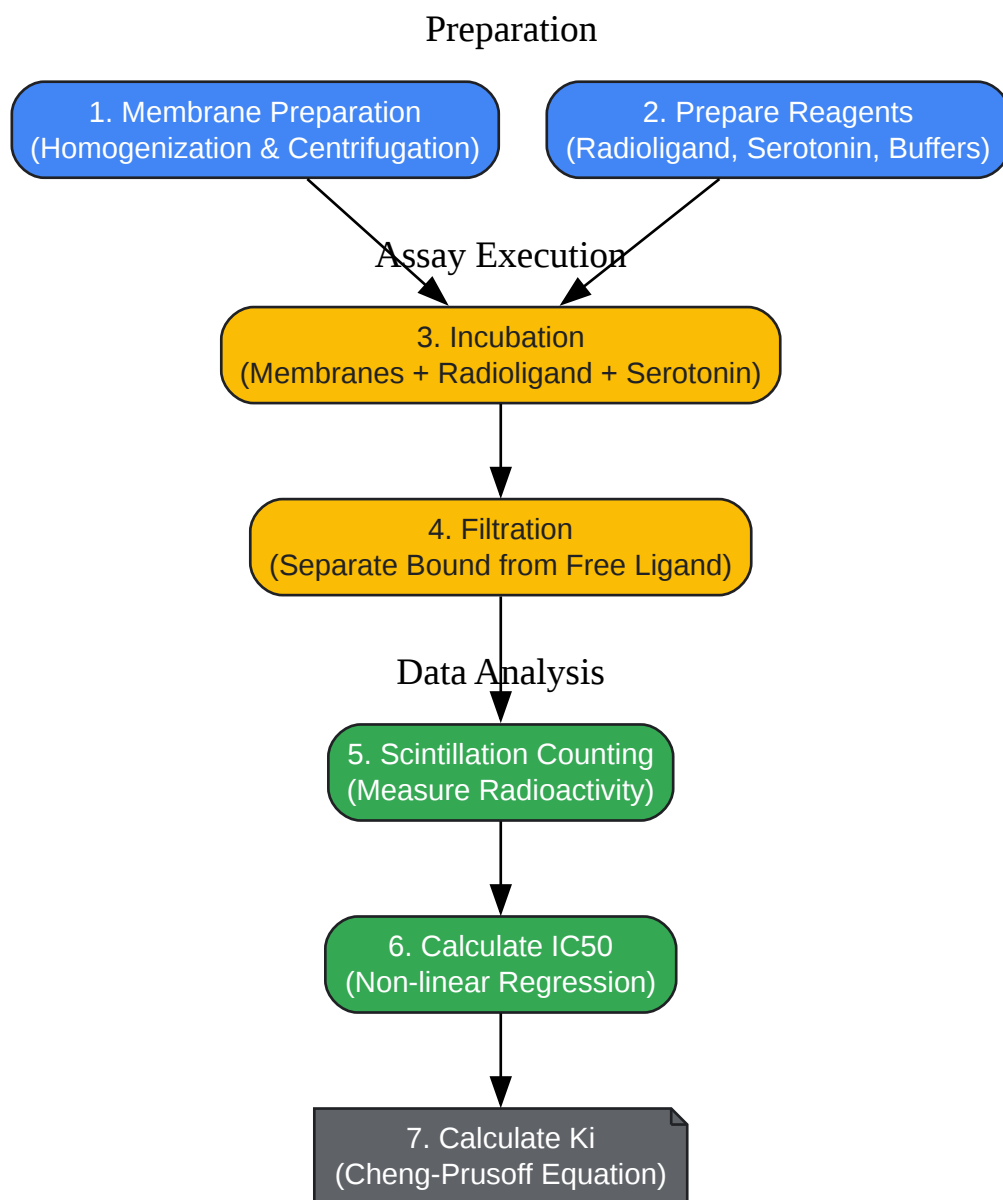 Preparation
1. Membrane Preparation
(Homogenization & Centrifugation)
2. Prepare Reagents
(Radioligand, Serotonin, Buffers)
Assay Execution
3. Incubation
(Membranes + Radioligand + Serotonin)
4. Filtration
(Separate Bound from Free Ligand)
Data Analysis
5. Scintillation Counting
(Measure Radioactivity)
6. Calculate IC50
(Non-linear Regression)
7. Calculate Ki
(Cheng-Prusoff Equation)